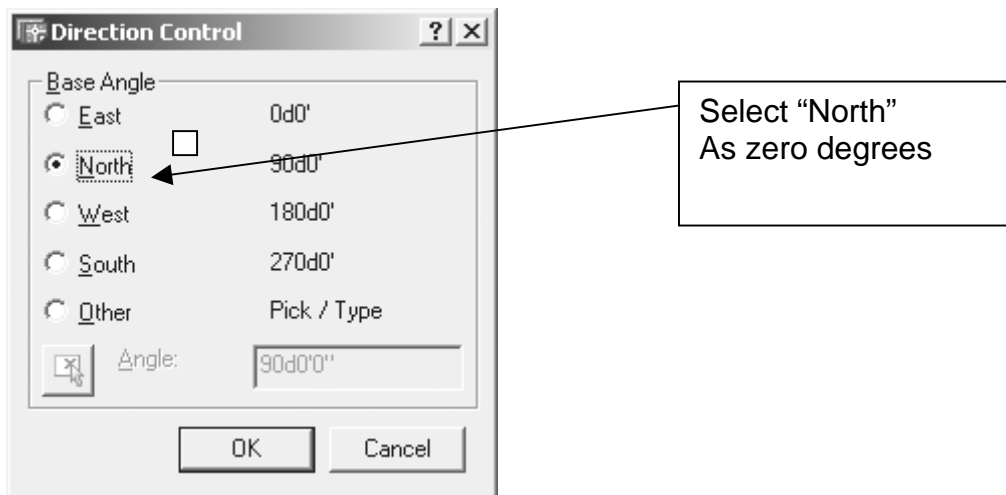 Direction Control
Base Angle
East 0d0'
North 90d0'
West 180d0'
South 270d0'
Other Pick / Type
Angle: 90d0'0"
OK Cancel
Select “North”
As zero degrees